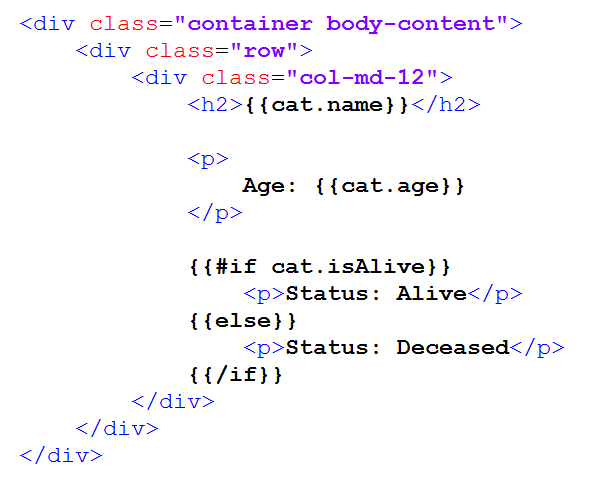 <div class="container body-content">
    <div class="row">
        <div class="col-md-12">
            <h2>{{cat.name}}</h2>

            <p>
                Age: {{cat.age}}
            </p>

            {{#if cat.isAlive}}
                <p>Status: Alive</p>
            {{else}}
                <p>Status: Deceased</p>
            {{/if}}
        </div>
    </div>
</div>